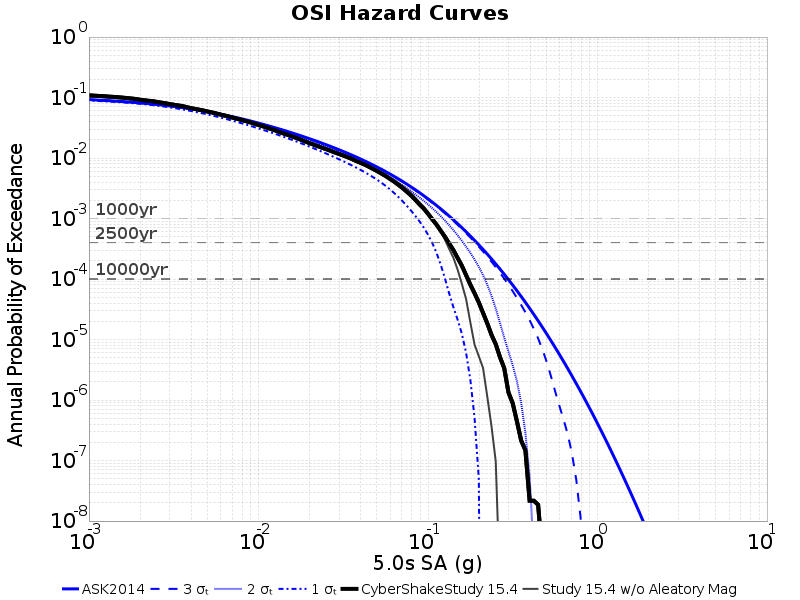 OSI Hazard Curves
Annual Probability of Exceedance
10^0
10^-1
10^-2
10^-3
10^-4
10^-5
10^-6
10^-7
10^-8
1000yr
2500yr
10000yr
10^-3 10^-2 10^-1 10^0 10^1
5.0s SA (g)
ASK2014 3 σₜ 2 σₜ 1 σₜ CyberShakeStudy 15.4 Study 15.4 w/o Aleatory Mag